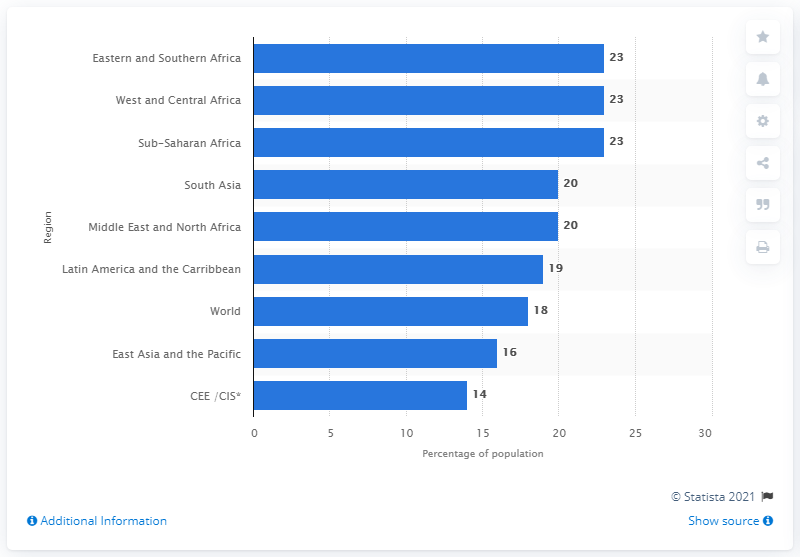 Eastern and Southern Africa 23
West and Central Africa 23
Sub-Saharan Africa 23
South Asia 20
Middle East and North Africa 20
Latin America and the Carribbean 19
World 18
East Asia and the Pacific 16
CEE /CIS* 14
Region
0 5 10 15 20 25 30
Percentage of population
© Statista 2021
Additional Information Show source